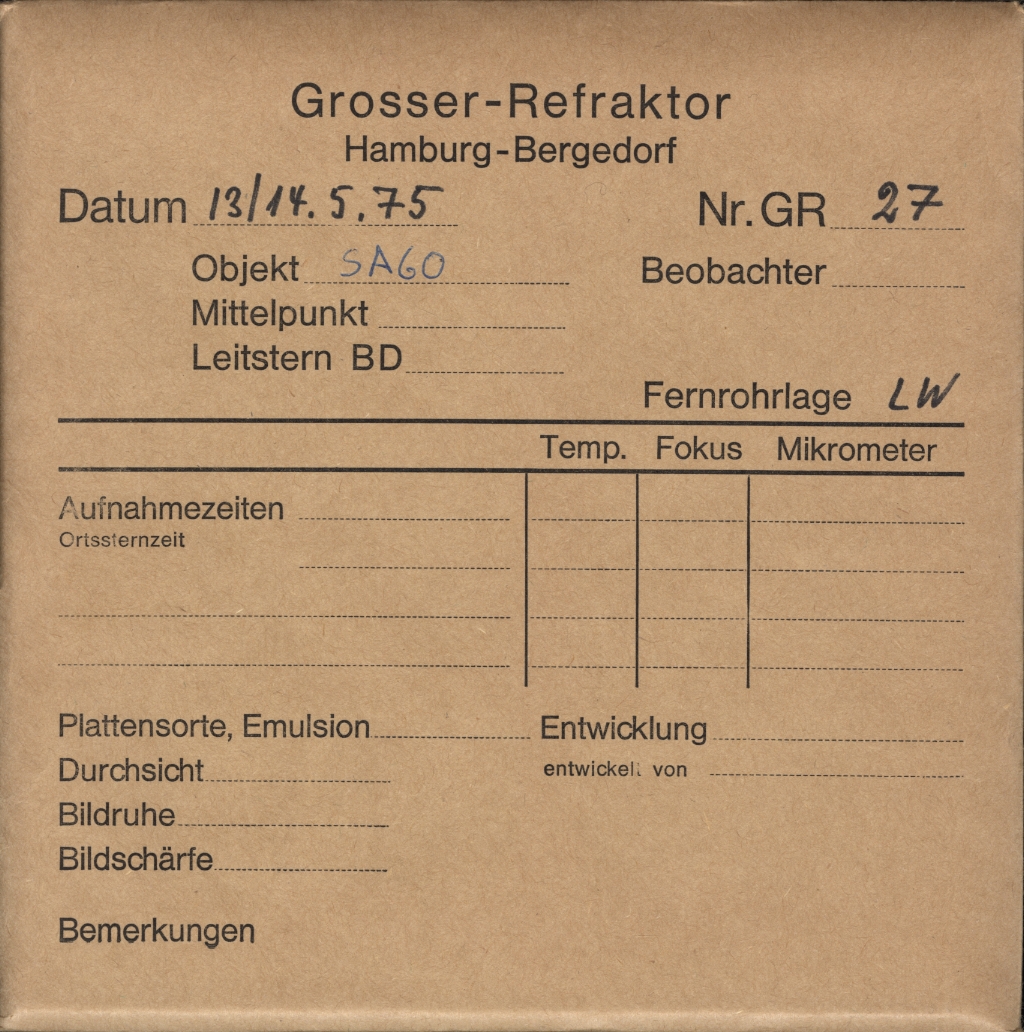 Grosser-Refraktor
Hamburg-Bergedorf
Datum 13/14.5.75 Nr. GR 27
Objekt SA60 Beobachter
Mittelpunkt
Leitstern BD
Fernrohrlage LW
Temp. Fokus Mikrometer
Aufnahmezeiten
Ortssternzeit
Plattensorte, Emulsion Entwicklung
Durchsicht entwickelt von
Bildruhe
Bildschärfe
Bemerkungen